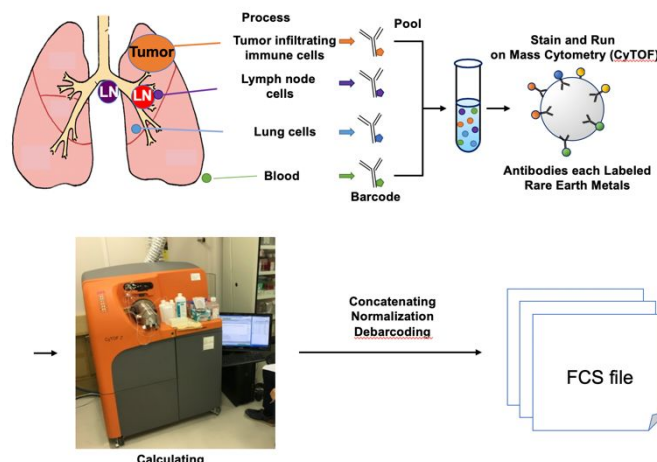 Process
Pool
Stain and Run
on Mass Cytometry (CyTOF)
Tumor
Tumor infiltrating
immune cells
LN
LN
Lymph node
cells
Lung cells
Blood
Barcode
Antibodies each Labeled
Rare Earth Metals
Concatenating
Normalization
Debarcoding
FCS file
Calculating